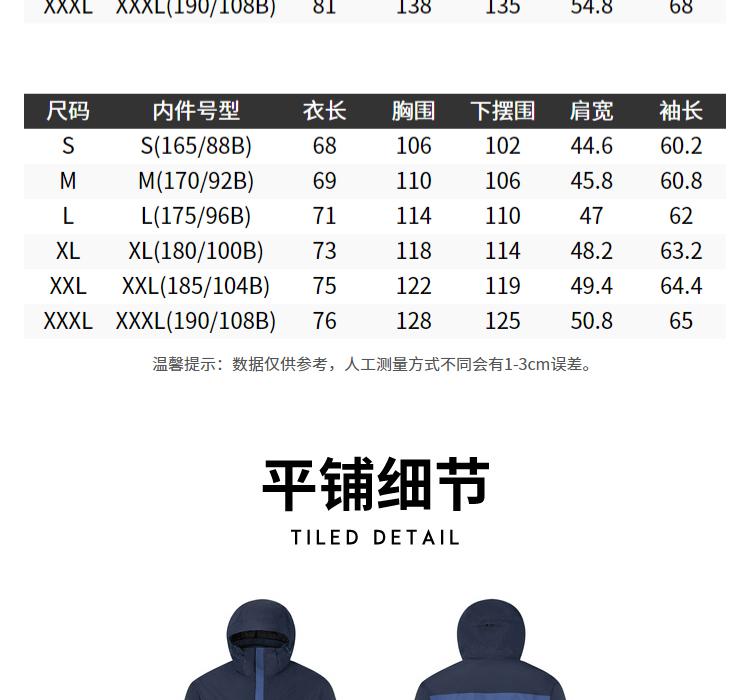 XXXL XXXL(190/108B) 81 138 135 54.8 68
尺码 内件号型 衣长 胸围 下摆围 肩宽 袖长
S S(165/88B) 68 106 102 44.6 60.2
M M(170/92B) 69 110 106 45.8 60.8
L L(175/96B) 71 114 110 47 62
XL XL(180/100B) 73 118 114 48.2 63.2
XXL XXL(185/104B) 75 122 119 49.4 64.4
XXXL XXXL(190/108B) 76 128 125 50.8 65
温馨提示：数据仅供参考，人工测量方式不同会有1-3cm误差。
平铺细节
TILED DETAIL